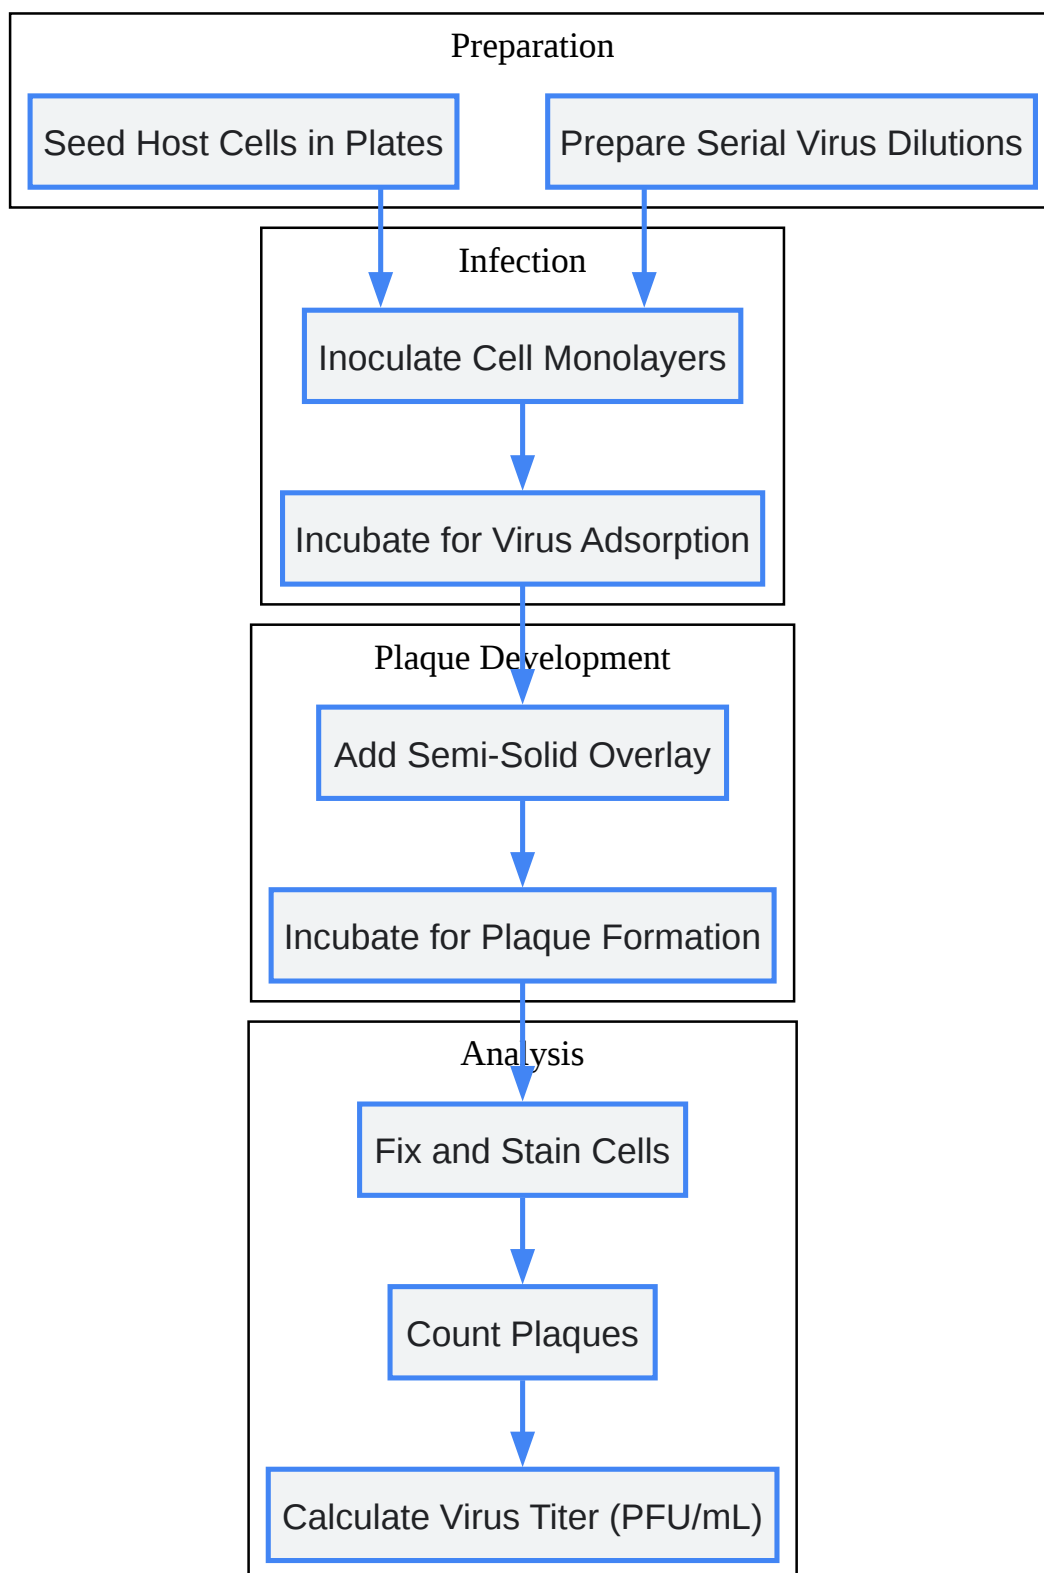 Preparation
Seed Host Cells in Plates
Prepare Serial Virus Dilutions
Infection
Inoculate Cell Monolayers
Incubate for Virus Adsorption
Plaque Development
Add Semi-Solid Overlay
Incubate for Plaque Formation
Analysis
Fix and Stain Cells
Count Plaques
Calculate Virus Titer (PFU/mL)